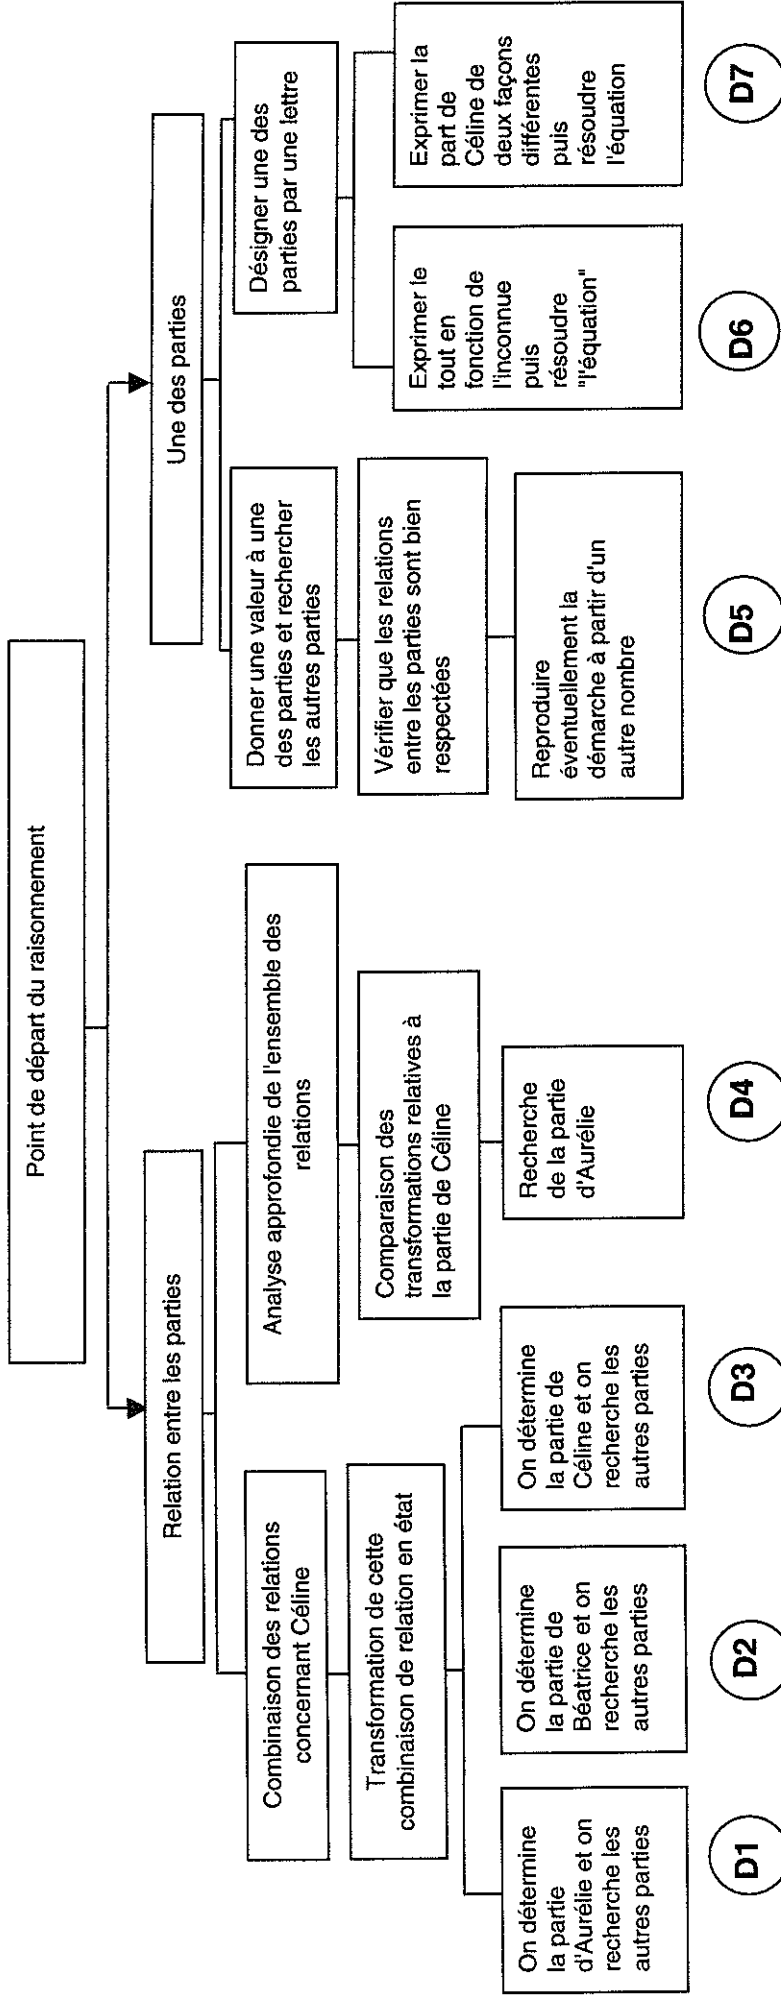 Point de départ du raisonnement
Relation entre les parties
Une des parties
Combinaison des relations
concernant Céline
Analyse approfondie de l'ensemble des
relations
Donner une valeur à une
des parties et rechercher
les autres parties
Désigner une des
parties par une lettre
Transformation de cette
combinaison de relation en état
Comparaison des
transformations relatives à
la partie de Céline
Vérifier que les relations
entre les parties sont bien
respectées
On détermine
la partie
d'Aurélie et on
recherche les
autres parties
On détermine
la partie de
Béatrice et on
recherche les
autres parties
On détermine
la partie de
Céline et on
recherche les
autres parties
Recherche
de la partie
d'Aurélie
Reproduire
éventuellement la
démarche à partir d'un
autre nombre
Exprimer le
tout en
fonction de
l'inconnue
puis
résoudre
"l'équation"
Exprimer la
part de
Céline de
deux façons
différentes
puis
résoudre
l'équation
D1
D2
D3
D4
D5
D6
D7